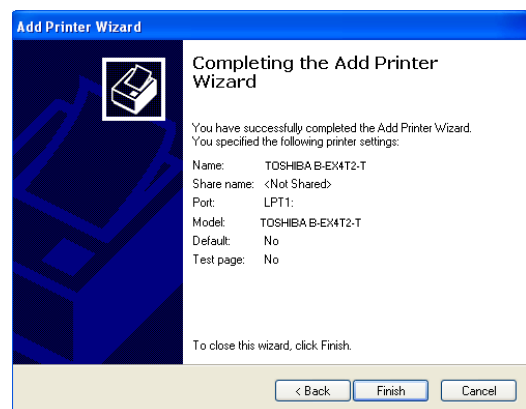 Add Printer Wizard
Completing the Add Printer
Wizard
You have successfully completed the Add Printer Wizard.
You specified the following printer settings:
Name: TOSHIBA B-EX4T2-T
Share name: <Not Shared>
Port: LPT1:
Model: TOSHIBA B-EX4T2-T
Default: No
Test page: No
To close this wizard, click Finish.
< Back Finish Cancel